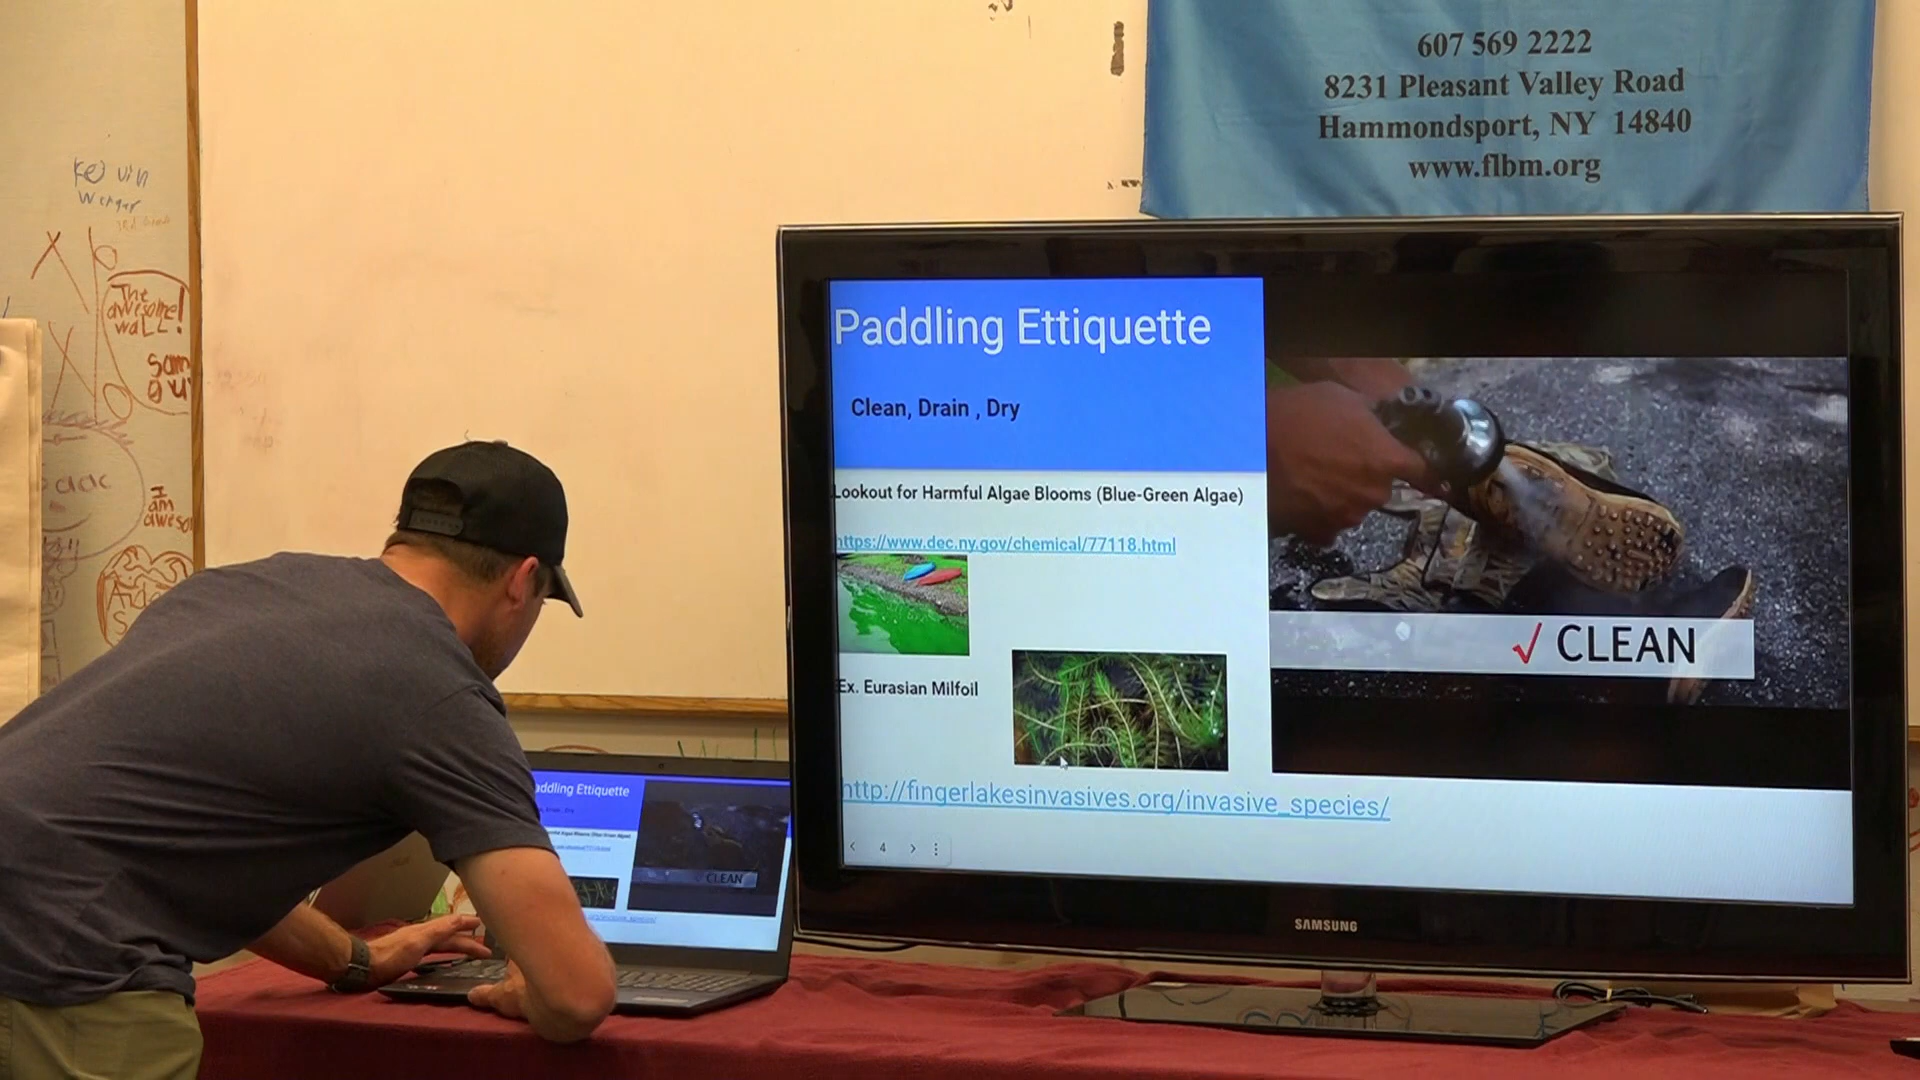 607 569 2222
8231 Pleasant Valley Road
Hammondsport, NY 14840
www.flbm.org
Paddling Ettiquette
Clean, Drain , Dry
Lookout for Harmful Algae Blooms (Blue-Green Algae)
https://www.dec.ny.gov/chemical/77118.html
Ex. Eurasian Milfoil
http://fingerlakesinvasives.org/invasive_species/
√ CLEAN
4
SAMSUNG
addling Ettiquette
CLEAN
The
awesome!
wall
Sam
I
am